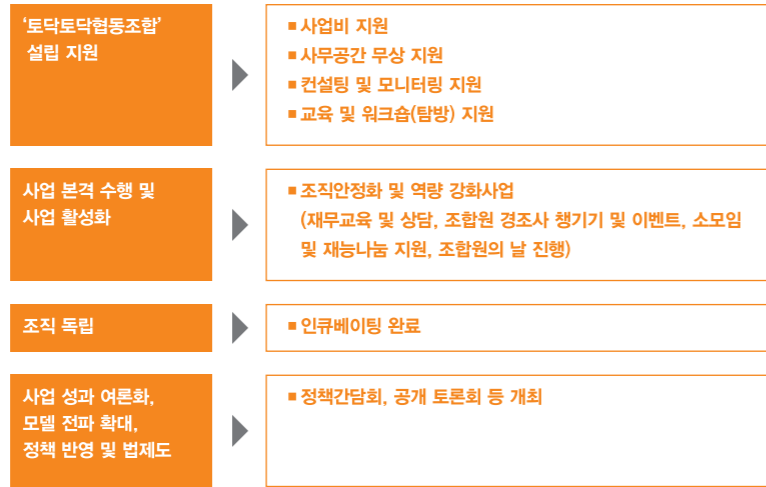 ‘토닥토닥협동조합’
설립 지원
■ 사업비 지원
■ 사무공간 무상 지원
■ 컨설팅 및 모니터링 지원
■ 교육 및 워크숍(탐방) 지원
사업 본격 수행 및
사업 활성화
■ 조직안정화 및 역량 강화사업
(재무교육 및 상담, 조합원 경조사 챙기기 및 이벤트, 소모임
및 재능나눔 지원, 조합원의 날 진행)
조직 독립
■ 인큐베이팅 완료
사업 성과 여론화,
모델 전파 확대,
정책 반영 및 법제도
■ 정책간담회, 공개 토론회 등 개최